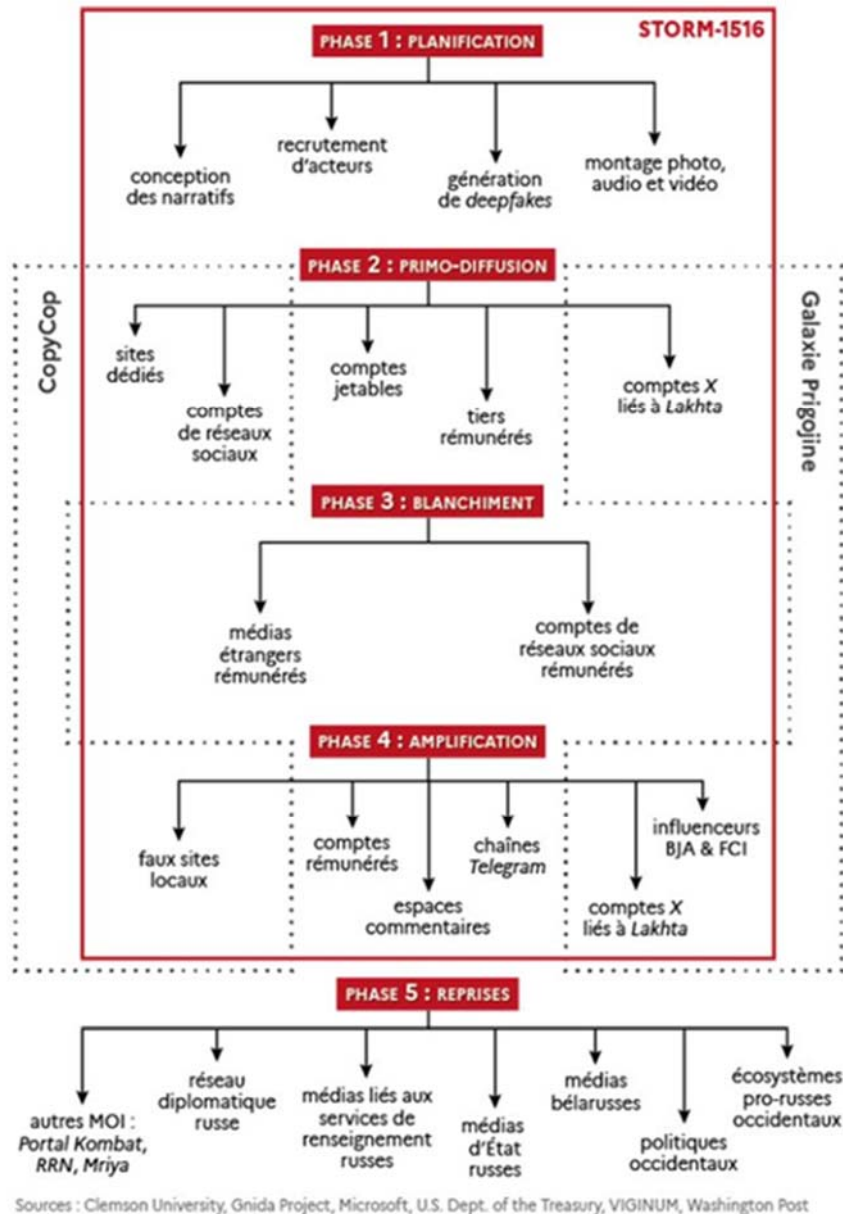 STORM-1516
PHASE 1 : PLANIFICATION
conception
des narratifs
recrutement
d'acteurs
génération
de deepfakes
montage photo,
audio et vidéo
PHASE 2 : PRIMO-DIFFUSION
CopyCop
Galaxie Prigojine
sites
dédiés
comptes
de réseaux
sociaux
comptes
jetables
tiers
rémunérés
comptes X
liés à Lakhta
PHASE 3 : BLANCHIMENT
médias
étrangers
rémunérés
comptes de
réseaux sociaux
rémunérés
PHASE 4 : AMPLIFICATION
faux sites
locaux
comptes
rémunérés
espaces
commentaires
chaînes
Telegram
comptes X
liés à Lakhta
influenceurs
BJA & FCI
PHASE 5 : REPRISES
autres MOI :
Portal Kombat,
RRN, Mriya
réseau
diplomatique
russe
médias liés aux
services de
renseignement
russes
médias
d'État
russes
médias
bélarusses
politiques
occidentaux
écosystèmes
pro-russes
occidentaux
Sources : Clemson University, Gnida Project, Microsoft, U.S. Dept. of the Treasury, VIGINUM, Washington Post